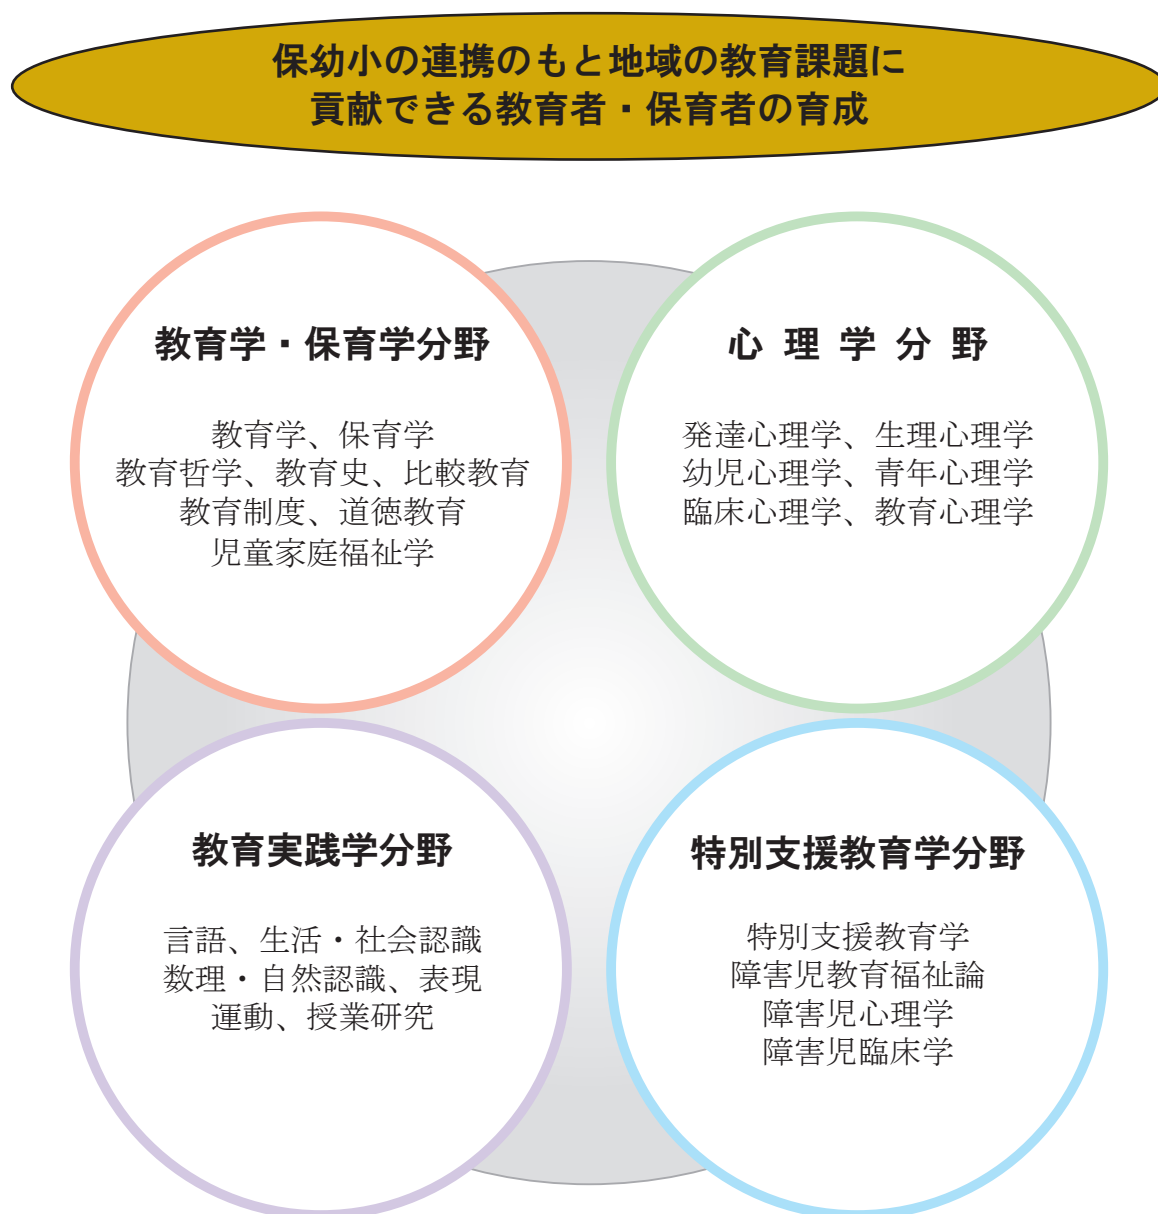 保幼小の連携のもと地域の教育課題に
貢献できる教育者・保育者の育成
教育学・保育学分野
教育学、保育学
教育哲学、教育史、比較教育
教育制度、道徳教育
児童家庭福祉学
心理学分野
発達心理学、生理心理学
幼児心理学、青年心理学
臨床心理学、教育心理学
教育実践学分野
言語、生活・社会認識
数理・自然認識、表現
運動、授業研究
特別支援教育学分野
特別支援教育学
障害児教育福祉論
障害児心理学
障害児臨床学